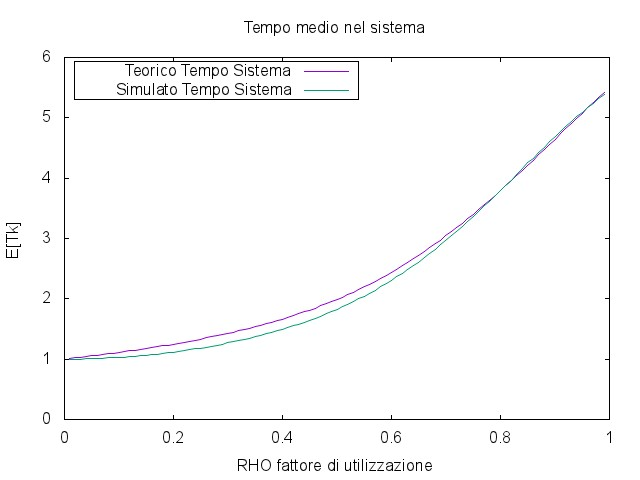 Tempo medio nel sistema
Teorico Tempo Sistema
Simulato Tempo Sistema
E[Tk]
6
5
4
3
2
1
0
0 0.2 0.4 0.6 0.8 1
RHO fattore di utilizzazione